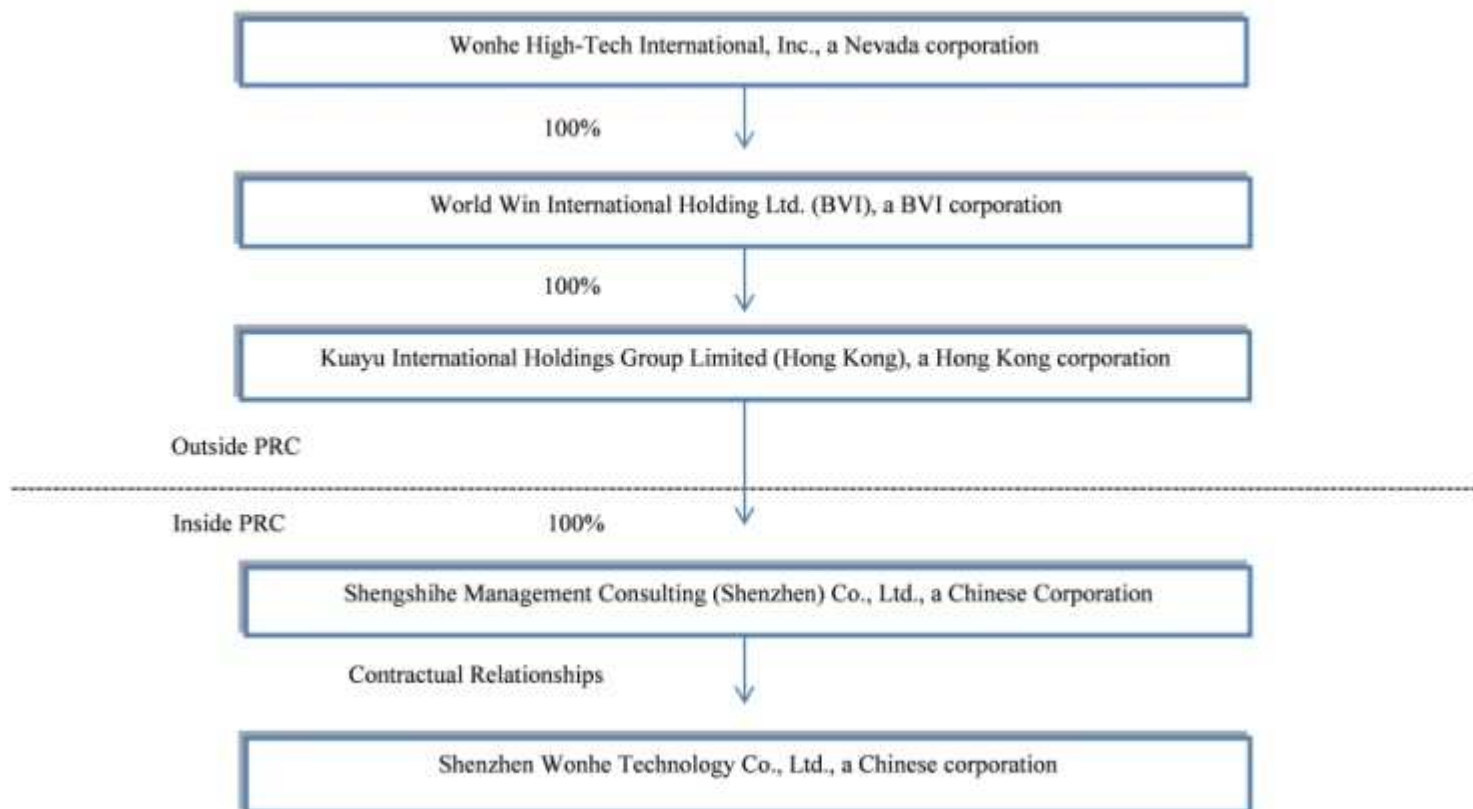 Wonhe High-Tech International, Inc., a Nevada corporation
100%
World Win International Holding Ltd. (BVI), a BVI corporation
100%
Kuayu International Holdings Group Limited (Hong Kong), a Hong Kong corporation
Outside PRC
Inside PRC
100%
Shengshihe Management Consulting (Shenzhen) Co., Ltd., a Chinese Corporation
Contractual Relationships
Shenzhen Wonhe Technology Co., Ltd., a Chinese corporation